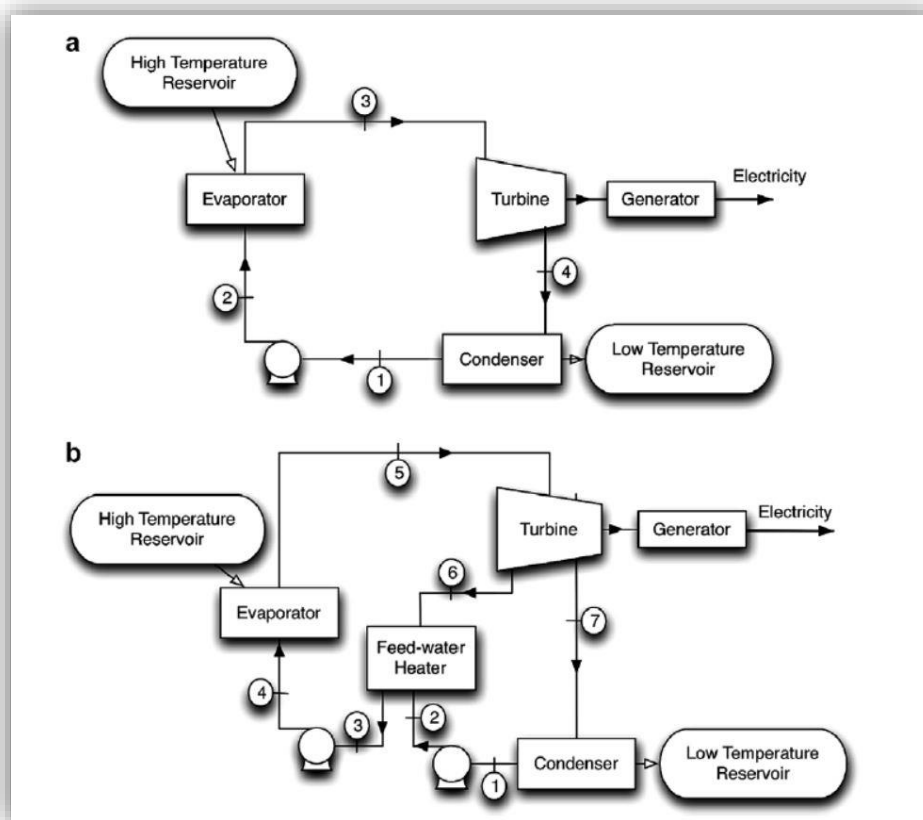 a
High Temperature
Reservoir
3
Evaporator
Turbine
Generator
Electricity
2
4
1
Condenser
Low Temperature
Reservoir
b
5
High Temperature
Reservoir
Turbine
Generator
Electricity
6
Evaporator
7
Feed-water
Heater
4
3
2
1
Condenser
Low Temperature
Reservoir